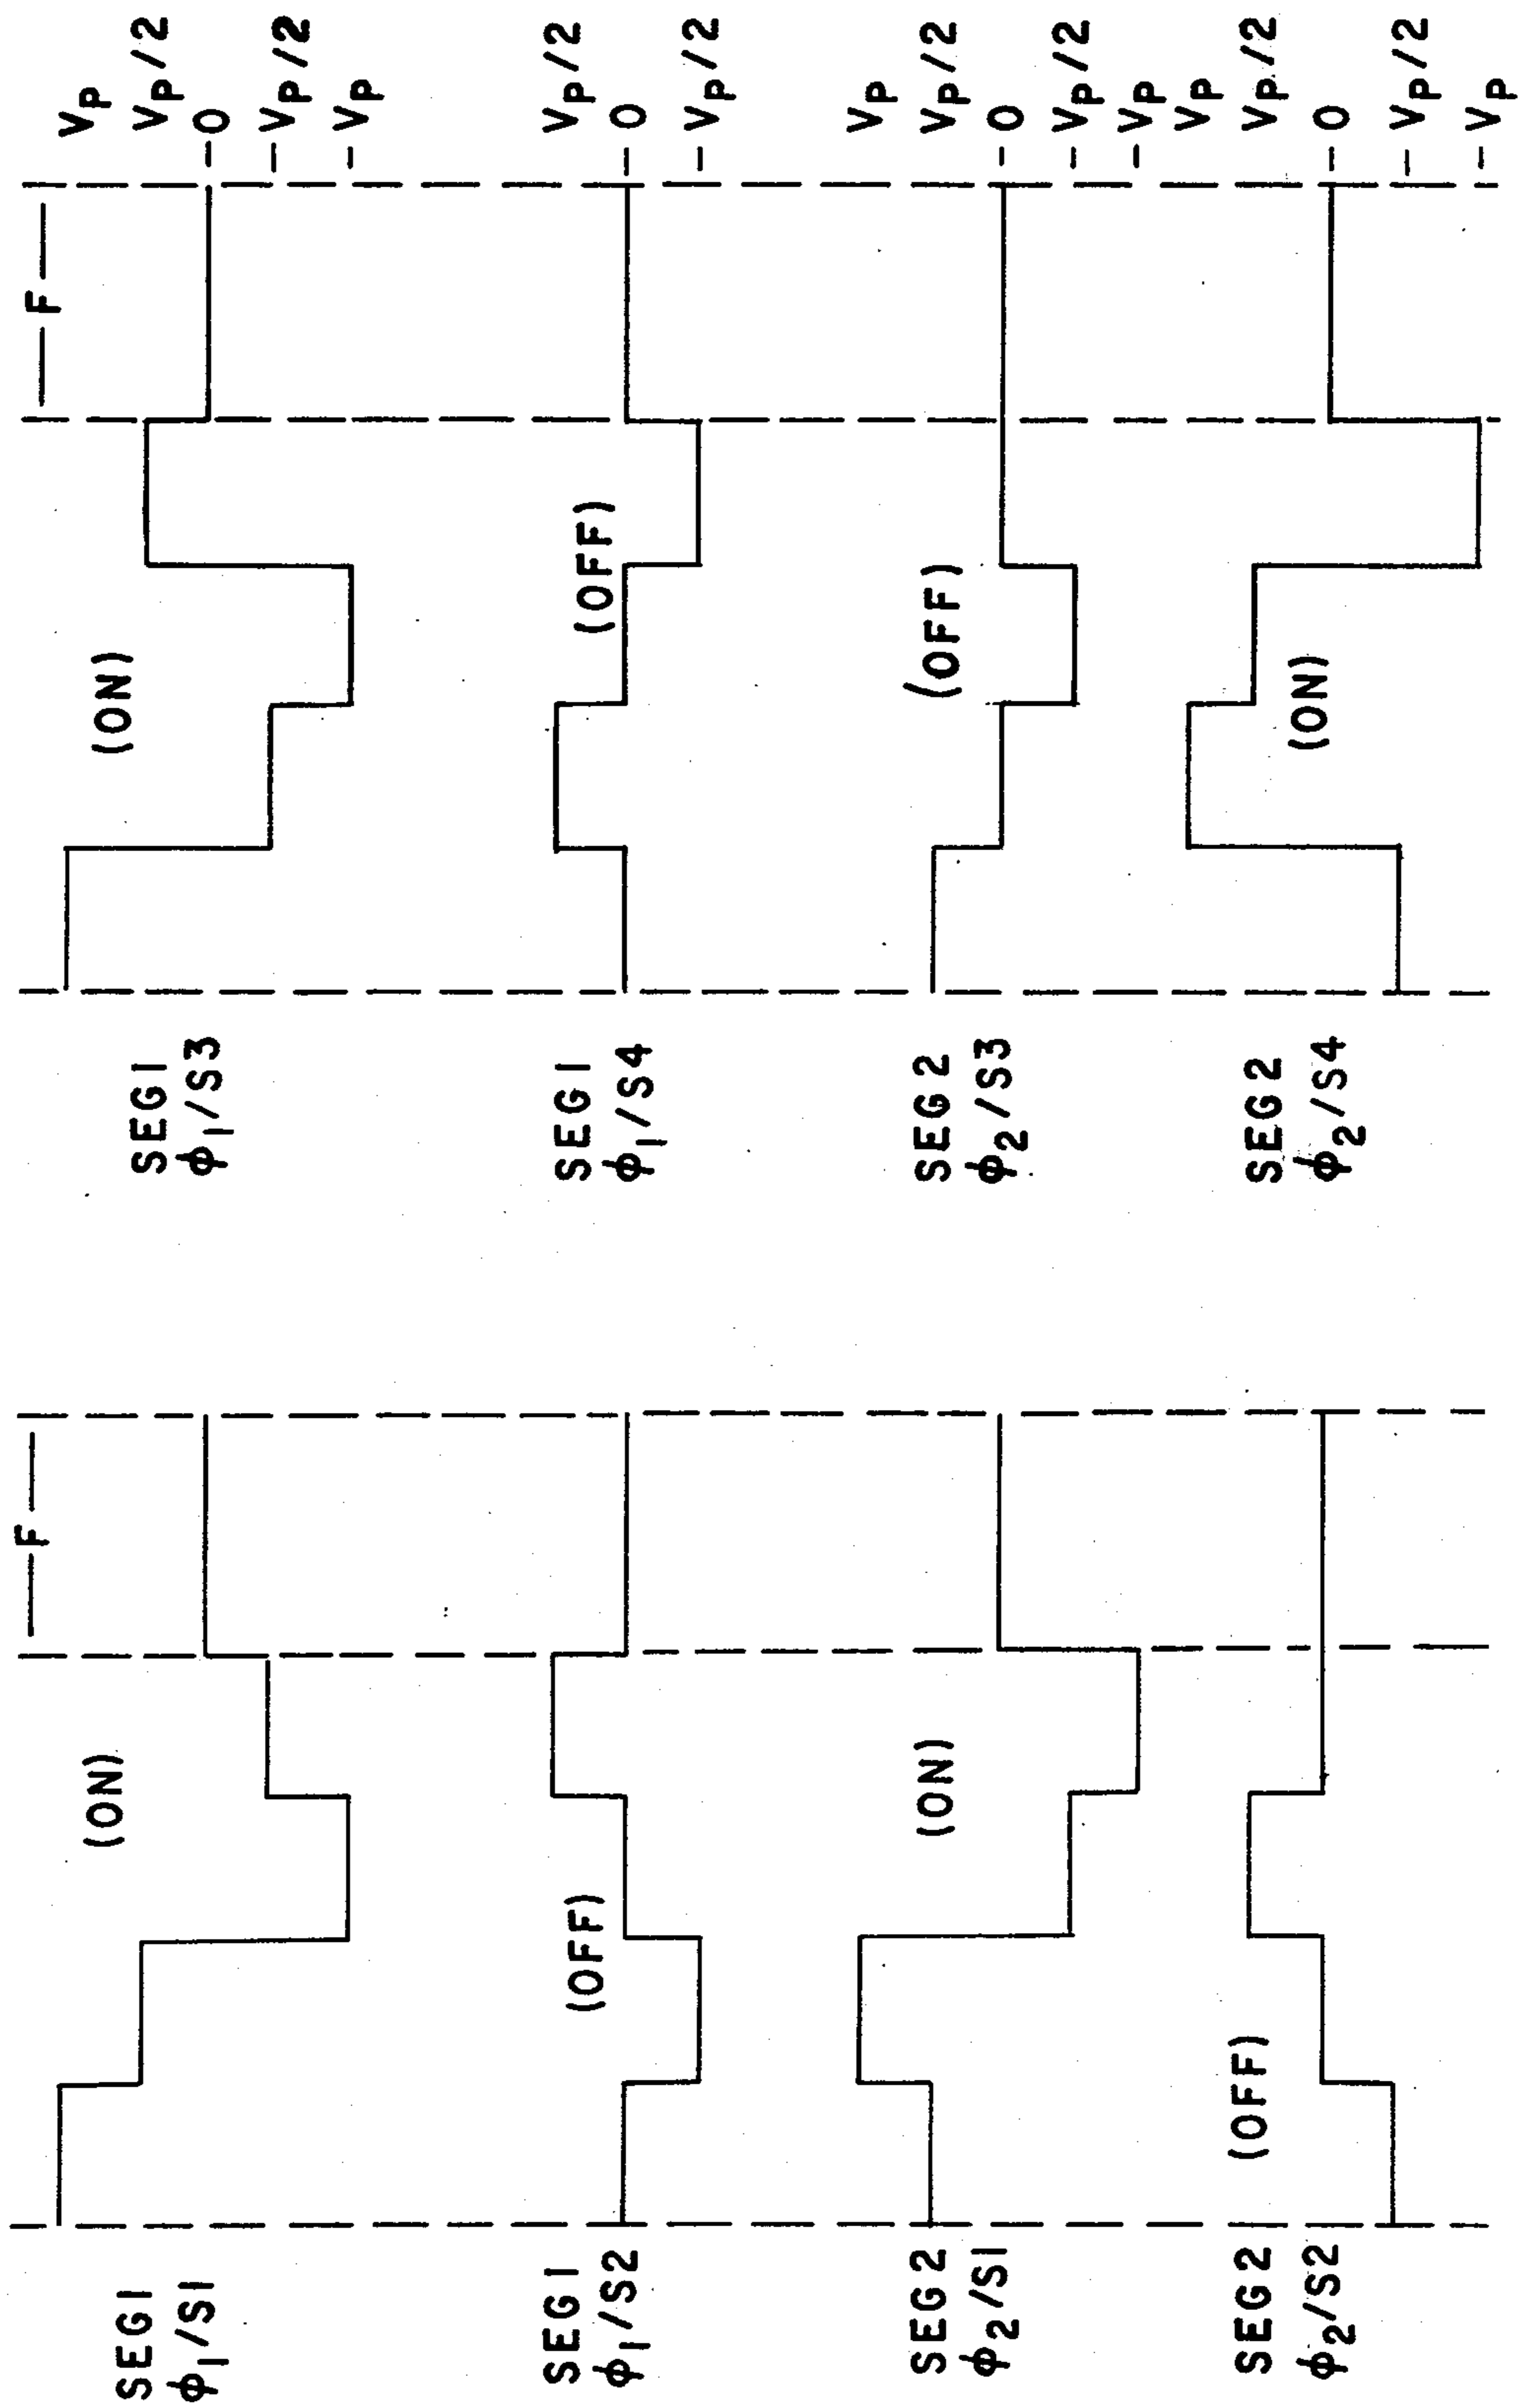 SEG1
ϕ1/S1
(ON)
—F—
SEG1
ϕ1/S2
(OFF)
SEG2
ϕ2/S1
(ON)
SEG2
ϕ2/S2
(OFF)
SEG1
ϕ1/S3
(ON)
—F—
VP
VP/2
-0
-VP/2
-VP
SEG1
ϕ1/S4
(OFF)
VP/2
-0
-VP/2
SEG2
ϕ2/S3
(OFF)
VP
VP/2
-0
-VP/2
-VP
SEG2
ϕ2/S4
(ON)
VP
VP/2
-0
-VP/2
-VP